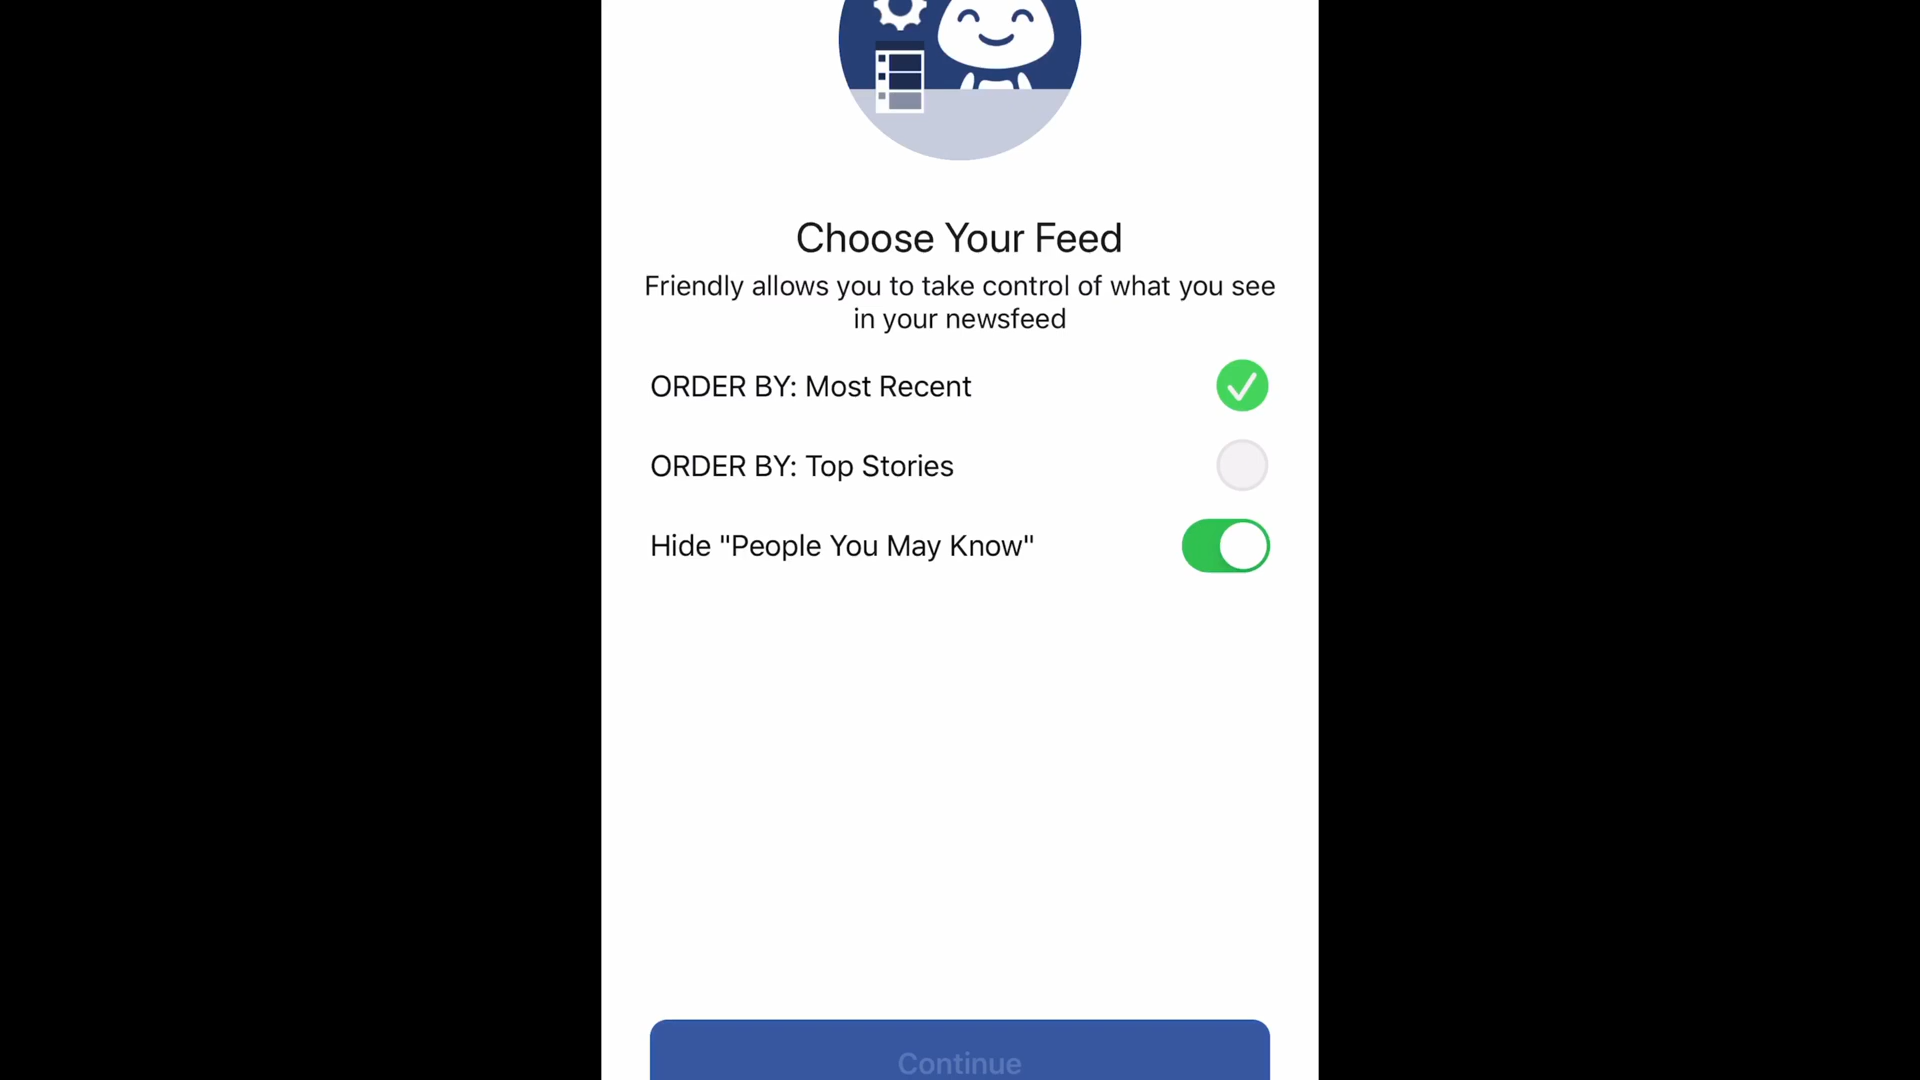 Choose Your Feed
Friendly allows you to take control of what you see
in your newsfeed
ORDER BY: Most Recent
ORDER BY: Top Stories
Hide "People You May Know"
Continue